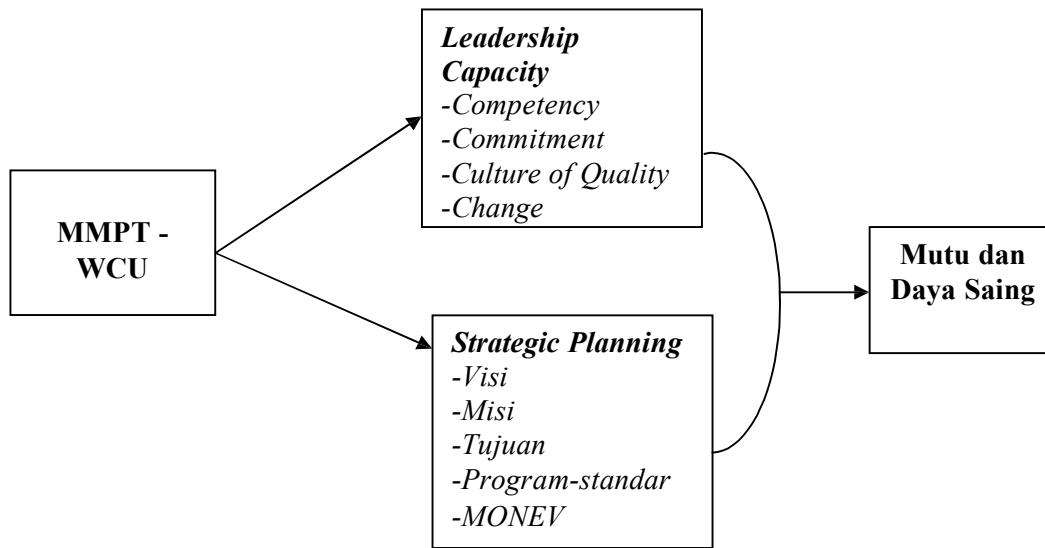 MMPT -
WCU
Leadership
Capacity
-Competency
-Commitment
-Culture of Quality
-Change
Strategic Planning
-Visi
-Misi
-Tujuan
-Program-standar
-MONEV
Mutu dan
Daya Saing